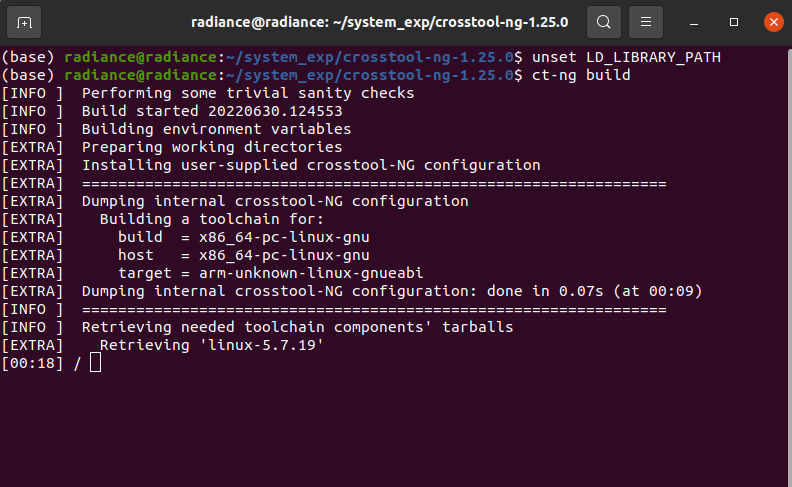 radiance@radiance: ~/system_exp/crosstool-ng-1.25.0
(base) radiance@radiance:~/system_exp/crosstool-ng-1.25.0$ unset LD_LIBRARY_PATH
(base) radiance@radiance:~/system_exp/crosstool-ng-1.25.0$ ct-ng build
[INFO ]  Performing some trivial sanity checks
[INFO ]  Build started 20220630.124553
[INFO ]  Building environment variables
[EXTRA]  Preparing working directories
[EXTRA]  Installing user-supplied crosstool-NG configuration
[EXTRA]  =================================================================
[EXTRA]  Dumping internal crosstool-NG configuration
[EXTRA]    Building a toolchain for:
[EXTRA]      build  = x86_64-pc-linux-gnu
[EXTRA]      host   = x86_64-pc-linux-gnu
[EXTRA]      target = arm-unknown-linux-gnueabi
[EXTRA]  Dumping internal crosstool-NG configuration: done in 0.07s (at 00:09)
[INFO ]  =================================================================
[INFO ]  Retrieving needed toolchain components' tarballs
[EXTRA]    Retrieving 'linux-5.7.19'
[00:18] /